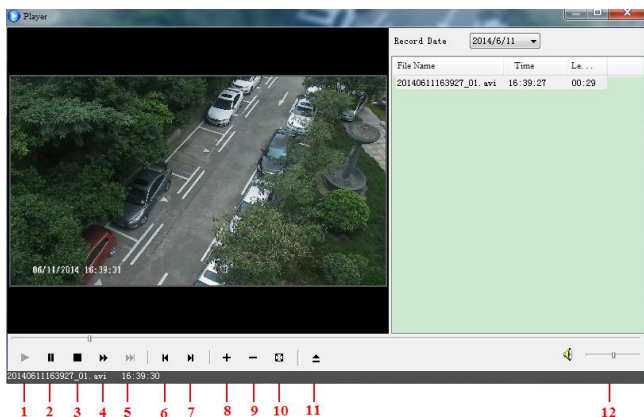 Player
Record Date 2014/6/11
File Name Time Le...
20140611163927_01.avi 16:39:27 00:29
06/11/2014 16:39:31
20140611163927_01.avi 16:39:30
1 2 3 4 5 6 7 8 9 10 11 12